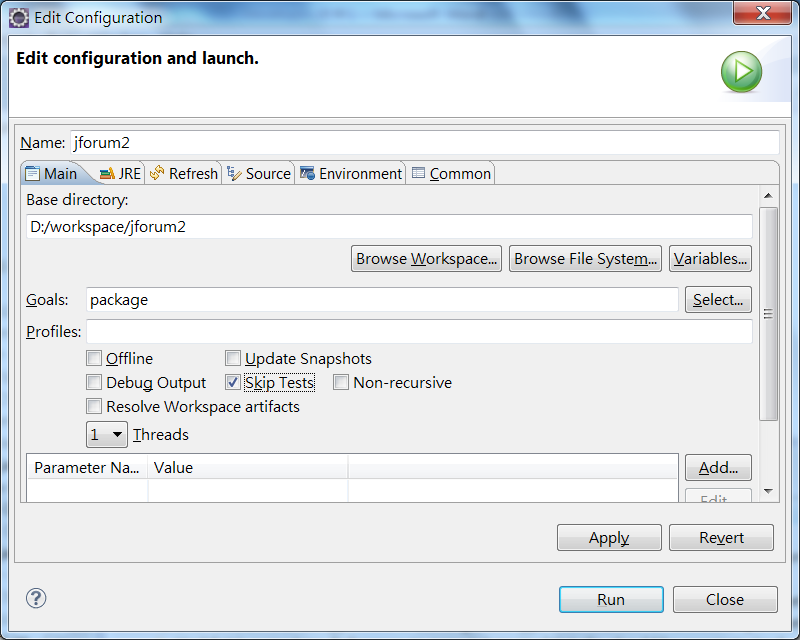 Edit Configuration
Edit configuration and launch.
Name: jforum2
Main JRE Refresh Source Environment Common
Base directory:
D:/workspace/jforum2
Browse Workspace... Browse File System... Variables...
Goals: package Select...
Profiles:
Offline Update Snapshots
Debug Output Skip Tests Non-recursive
Resolve Workspace artifacts
1 Threads
Parameter Na... Value Add...
Edit...
Apply Revert
? Run Close